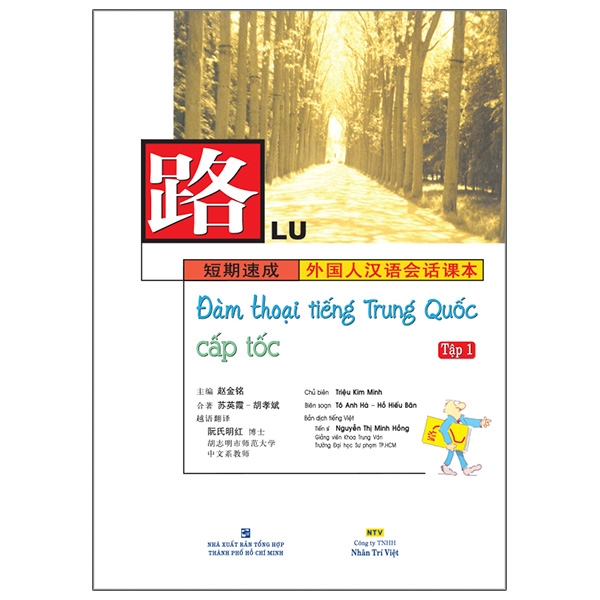 路
LU
短期速成 外国人汉语会话课本
Đàm thoại tiếng Trung Quốc
cấp tốc
Tập 1
主编 赵金铭
合著 苏英霞 - 胡孝斌
越语翻译
阮氏明红 博士
胡志明市师范大学
中文系教师
Chủ biên Triệu Kim Minh
Biên soạn Tô Anh Hà - Hồ Hiếu Bân
Bản dịch tiếng Việt
Tiến sĩ Nguyễn Thị Minh Hồng
Giảng viên Khoa Trung Văn
Trường Đại học Sư phạm TP.HCM
路
NHÀ XUẤT BẢN TỔNG HỢP
THÀNH PHỐ HỒ CHÍ MINH
NTV
Công ty TNHH
Nhân Trí Việt